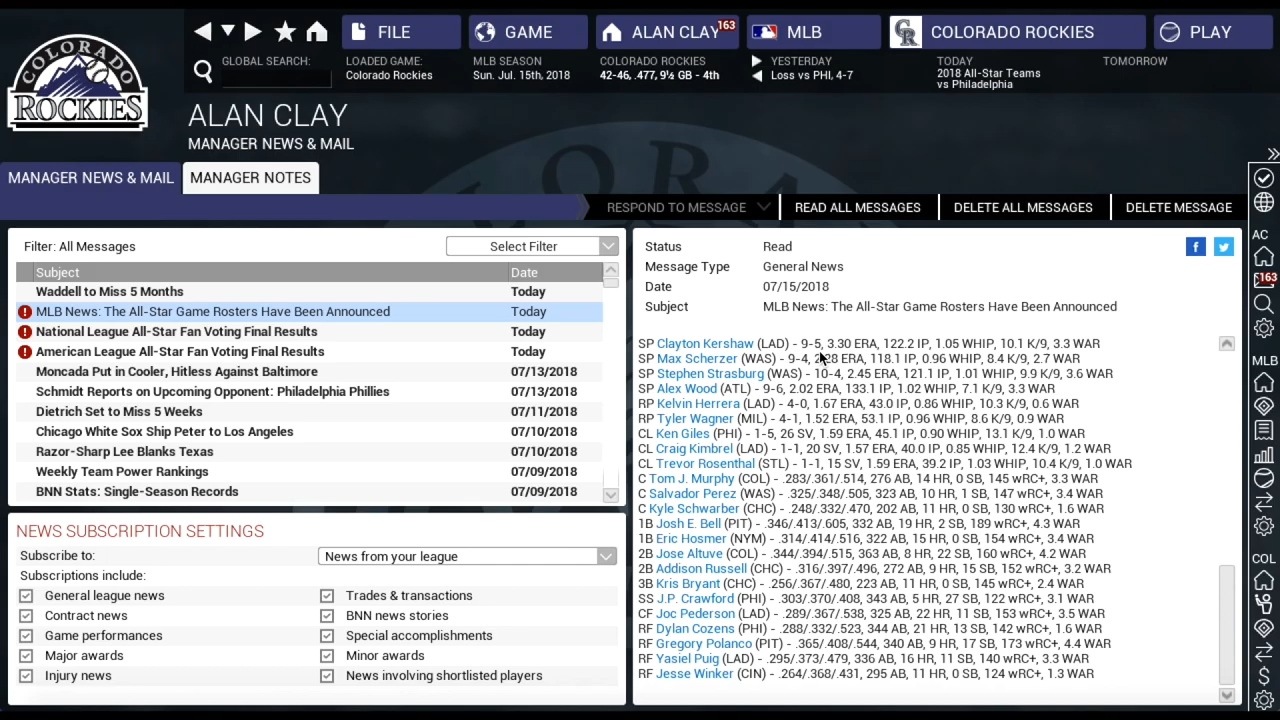 COLORADO
ROCKIES
FILE
GAME
ALAN CLAY
163
MLB
CR
COLORADO ROCKIES
PLAY
GLOBAL SEARCH:
LOADED GAME:
Colorado Rockies
MLB SEASON
Sun. Jul. 15th, 2018
COLORADO ROCKIES
42-46, .477, 9½ GB - 4th
YESTERDAY
Loss vs PHI, 4-7
TODAY
2018 All-Star Teams
vs Philadelphia
TOMORROW
ALAN CLAY
MANAGER NEWS & MAIL
MANAGER NEWS & MAIL
MANAGER NOTES
RESPOND TO MESSAGE
READ ALL MESSAGES
DELETE ALL MESSAGES
DELETE MESSAGE
Filter: All Messages
Select Filter
Subject Date
Waddell to Miss 5 Months Today
MLB News: The All-Star Game Rosters Have Been Announced Today
National League All-Star Fan Voting Final Results Today
American League All-Star Fan Voting Final Results Today
Moncada Put in Cooler, Hitless Against Baltimore 07/13/2018
Schmidt Reports on Upcoming Opponent: Philadelphia Phillies 07/13/2018
Dietrich Set to Miss 5 Weeks 07/11/2018
Chicago White Sox Ship Peter to Los Angeles 07/10/2018
Razor-Sharp Lee Blanks Texas 07/10/2018
Weekly Team Power Rankings 07/09/2018
BNN Stats: Single-Season Records 07/09/2018
NEWS SUBSCRIPTION SETTINGS
Subscribe to: News from your league
Subscriptions include:
General league news Trades & transactions
Contract news BNN news stories
Game performances Special accomplishments
Major awards Minor awards
Injury news News involving shortlisted players
Status Read
Message Type General News
Date 07/15/2018
Subject MLB News: The All-Star Game Rosters Have Been Announced
SP Clayton Kershaw (LAD) - 9-5, 3.30 ERA, 122.2 IP, 1.05 WHIP, 10.1 K/9, 3.3 WAR
SP Max Scherzer (WAS) - 9-4, ERA, 118.1 IP, 0.96 WHIP, 8.4 K/9, 2.7 WAR
SP Stephen Strasburg (WAS) - 10-4, 2.45 ERA, 121.1 IP, 1.01 WHIP, 9.9 K/9, 3.6 WAR
SP Alex Wood (ATL) - 9-6, 2.02 ERA, 133.1 IP, 1.02 WHIP, 7.1 K/9, 3.3 WAR
RP Kelvin Herrera (LAD) - 4-0, 1.67 ERA, 43.0 IP, 0.86 WHIP, 10.3 K/9, 0.6 WAR
RP Tyler Wagner (MIL) - 4-1, 1.52 ERA, 53.1 IP, 0.96 WHIP, 8.6 K/9, 0.9 WAR
CL Ken Giles (PHI) - 1-5, 26 SV, 1.59 ERA, 45.1 IP, 0.90 WHIP, 13.1 K/9, 1.0 WAR
CL Craig Kimbrel (LAD) - 1-1, 20 SV, 1.57 ERA, 40.0 IP, 0.85 WHIP, 12.4 K/9, 1.2 WAR
CL Trevor Rosenthal (STL) - 1-1, 15 SV, 1.59 ERA, 39.2 IP, 1.03 WHIP, 10.4 K/9, 1.0 WAR
C Tom J. Murphy (COL) - .283/.361/.514, 276 AB, 14 HR, 0 SB, 145 wRC+, 3.3 WAR
C Salvador Perez (WAS) - .325/.348/.505, 323 AB, 10 HR, 1 SB, 147 wRC+, 3.4 WAR
C Kyle Schwarber (CHC) - .248/.332/.470, 202 AB, 11 HR, 0 SB, 130 wRC+, 1.6 WAR
1B Josh E. Bell (PIT) - .346/.413/.605, 332 AB, 19 HR, 2 SB, 189 wRC+, 4.3 WAR
1B Eric Hosmer (NYM) - .314/.414/.516, 322 AB, 15 HR, 0 SB, 154 wRC+, 3.4 WAR
2B Jose Altuve (COL) - .344/.394/.515, 363 AB, 8 HR, 22 SB, 160 wRC+, 4.2 WAR
2B Addison Russell (CHC) - .316/.397/.496, 272 AB, 9 HR, 15 SB, 152 wRC+, 3.2 WAR
3B Kris Bryant (CHC) - .256/.367/.480, 223 AB, 11 HR, 0 SB, 145 wRC+, 2.4 WAR
SS J.P. Crawford (PHI) - .303/.370/.408, 343 AB, 5 HR, 27 SB, 122 wRC+, 3.1 WAR
CF Joc Pederson (LAD) - .289/.367/.538, 325 AB, 22 HR, 11 SB, 153 wRC+, 3.5 WAR
RF Dylan Cozens (PHI) - .288/.332/.523, 344 AB, 21 HR, 13 SB, 142 wRC+, 1.6 WAR
RF Gregory Polanco (PIT) - .365/.408/.544, 340 AB, 9 HR, 17 SB, 173 wRC+, 4.4 WAR
RF Yasiel Puig (LAD) - .295/.373/.479, 336 AB, 16 HR, 11 SB, 140 wRC+, 3.3 WAR
RF Jesse Winker (CIN) - .264/.368/.431, 295 AB, 11 HR, 0 SB, 124 wRC+, 1.3 WAR
AC
163
MLB
COL